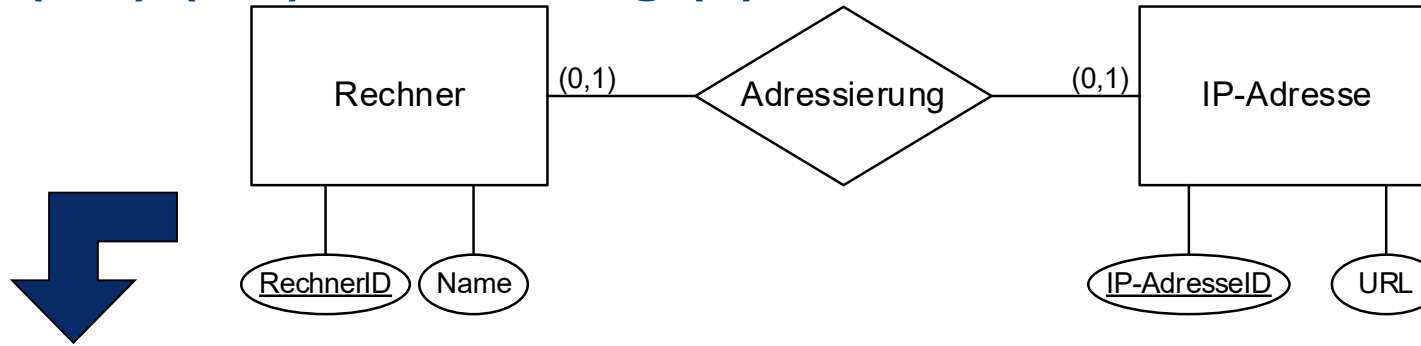 Rechner (0,1) Adressierung (0,1) IP-Adresse
RechnerID Name IP-AdresseID URL